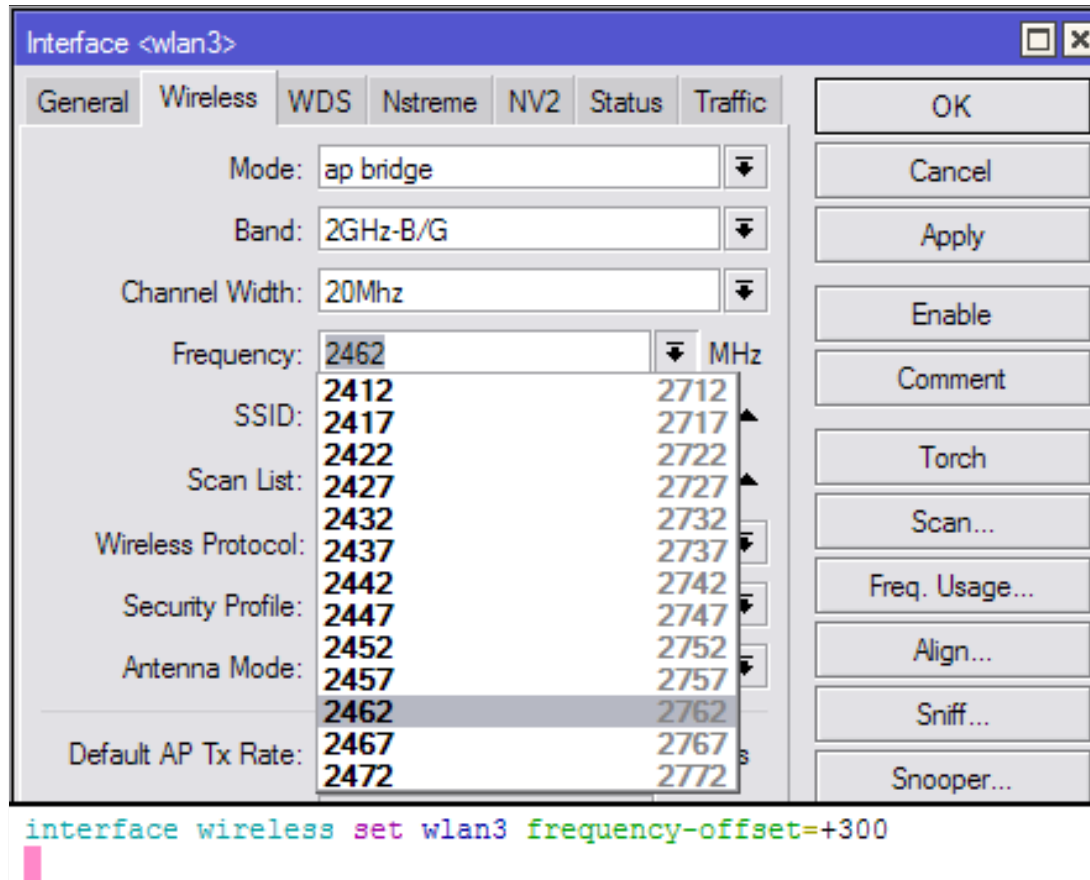 Interface <wlan3>
General Wireless WDS Nstreme NV2 Status Traffic
Mode: ap bridge
Band: 2GHz-B/G
Channel Width: 20Mhz
Frequency: 2462 MHz
2412 2712
SSID: 2417 2717
2422 2722
Scan List: 2427 2727
2432 2732
Wireless Protocol: 2437 2737
2442 2742
Security Profile: 2447 2747
2452 2752
Antenna Mode: 2457 2757
2462 2762
Default AP Tx Rate: 2467 2767 s
2472 2772
OK
Cancel
Apply
Enable
Comment
Torch
Scan...
Freq. Usage...
Align...
Sniff...
Snooper...
interface wireless set wlan3 frequency-offset=+300